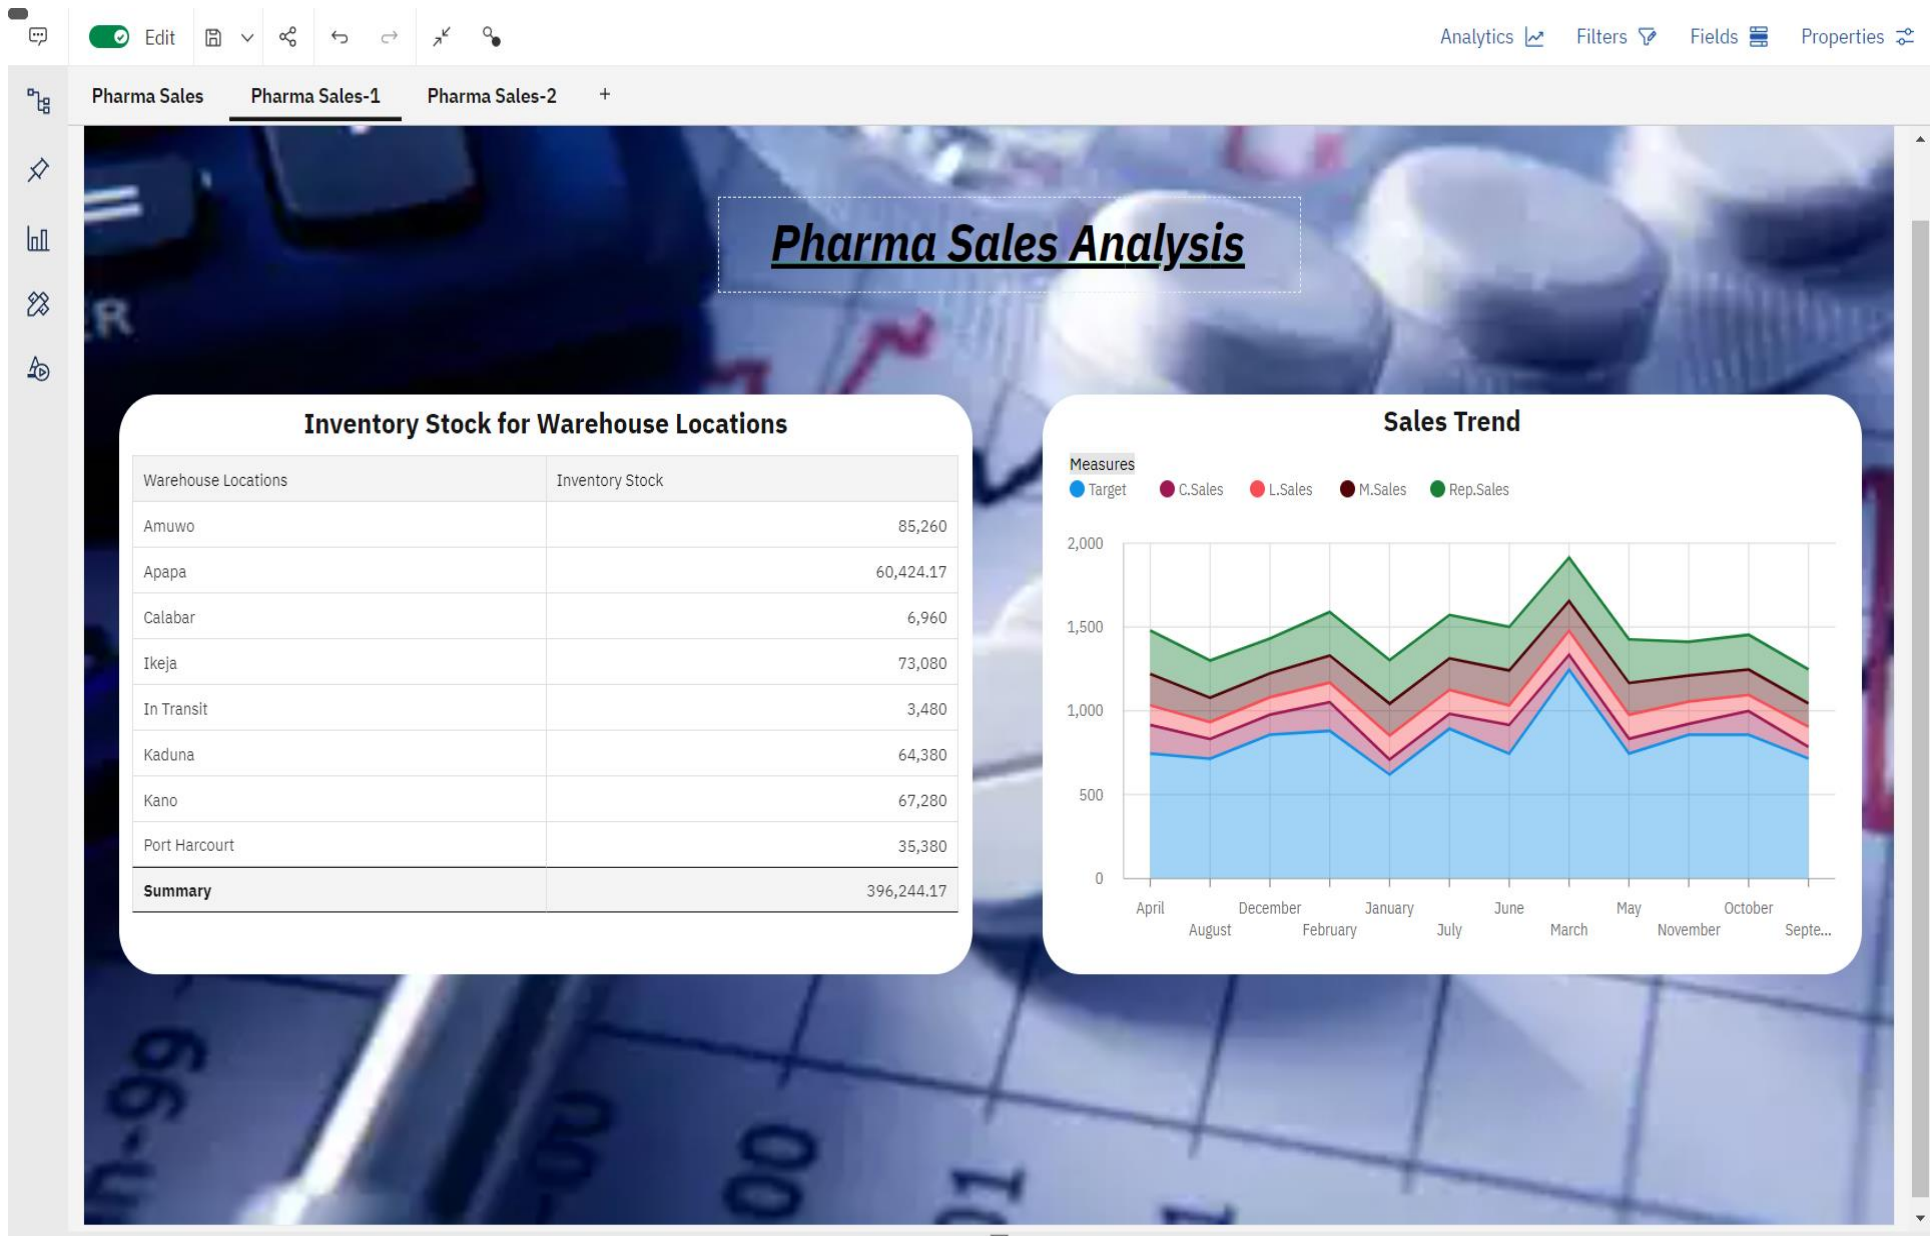 Edit
Analytics Filters Fields Properties
Pharma Sales Pharma Sales-1 Pharma Sales-2 +
Pharma Sales Analysis
R
Inventory Stock for Warehouse Locations
Warehouse Locations Inventory Stock
Amuwo 85,260
Apapa 60,424.17
Calabar 6,960
Ikeja 73,080
In Transit 3,480
Kaduna 64,380
Kano 67,280
Port Harcourt 35,380
Summary 396,244.17
Sales Trend
Measures
Target C.Sales L.Sales M.Sales Rep.Sales
2,000
1,500
1,000
500
0
April December January June May October
August February July March November Septe...
n-99
-00
00
01